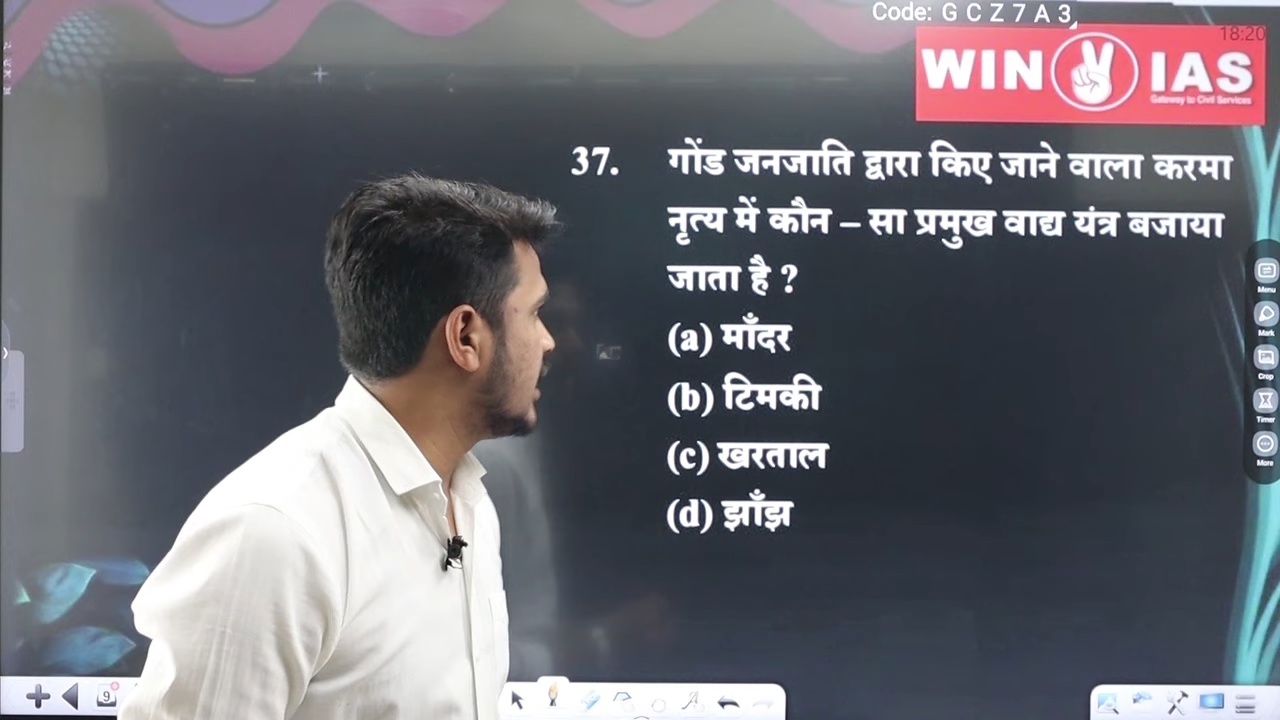 Code: G C Z 7 A 3
18:20
WIN IAS
Gateway to Civil Services
37. गोंड जनजाति द्वारा किए जाने वाला करमा
नृत्य में कौन – सा प्रमुख वाद्य यंत्र बजाया
जाता है ?
(a) माँदर
(b) टिमकी
(c) खरताल
(d) झाँझ
Menu
Mark
Crop
Timer
More
9